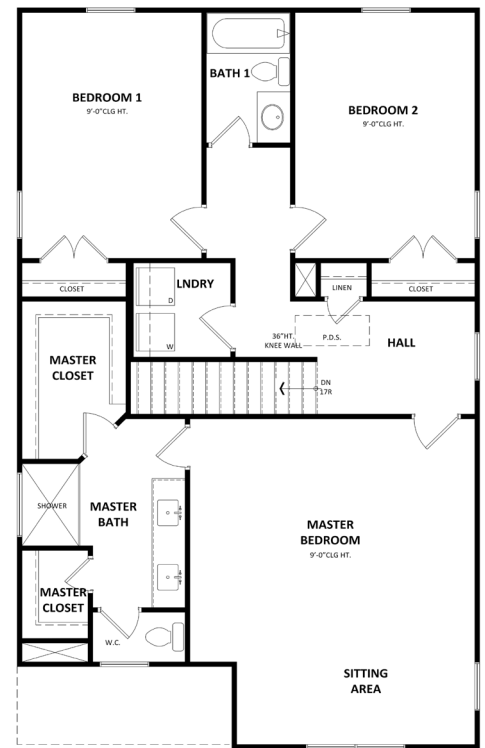 BATH 1
BEDROOM 1
9'-0"CLG HT.
BEDROOM 2
9'-0"CLG HT.
CLOSET
LNDRY
D
W
LINEN
CLOSET
36"HT.
KNEE WALL
P.D.S.
HALL
MASTER
CLOSET
DN
17R
SHOWER
MASTER
BATH
MASTER
BEDROOM
9'-0"CLG HT.
MASTER
CLOSET
W.C.
SITTING
AREA